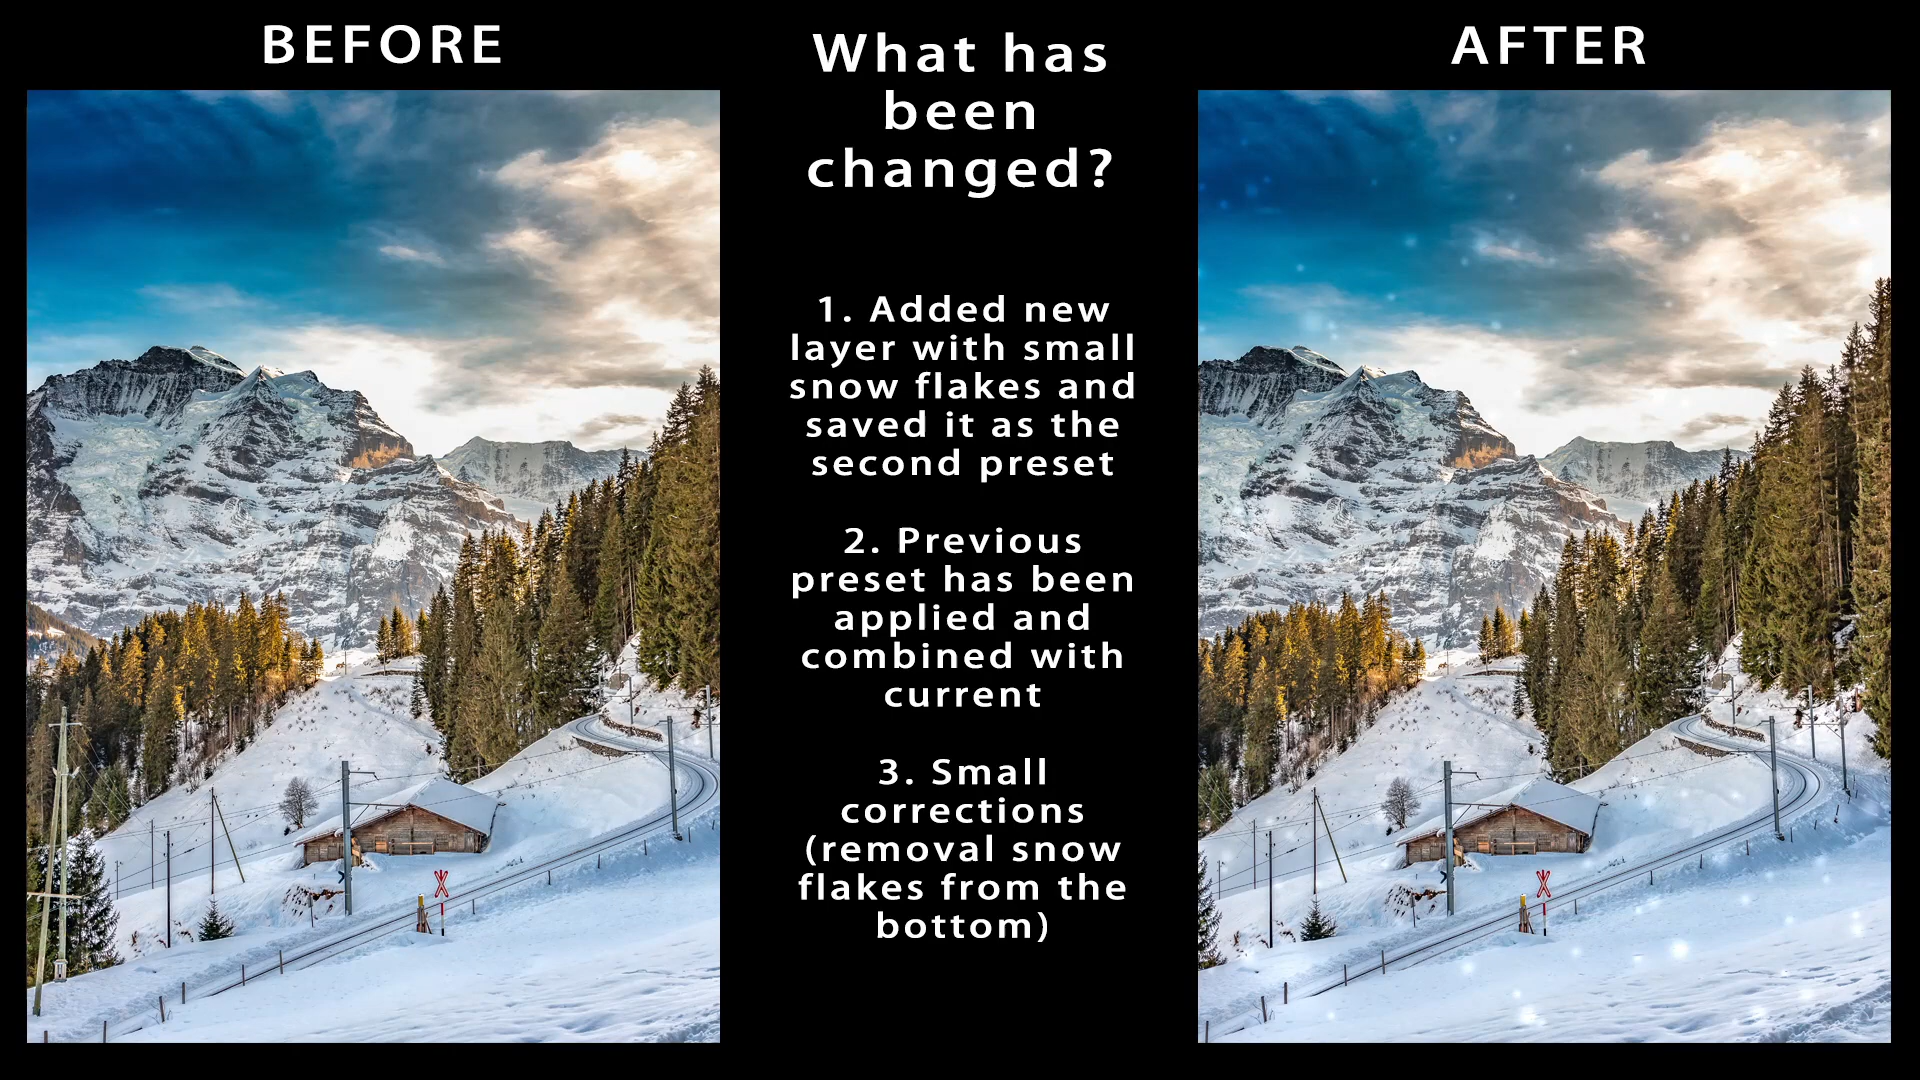 BEFORE
What has
been
changed?
1. Added new
layer with small
snow flakes and
saved it as the
second preset
2. Previous
preset has been
applied and
combined with
current
3. Small
corrections
(removal snow
flakes from the
bottom)
AFTER